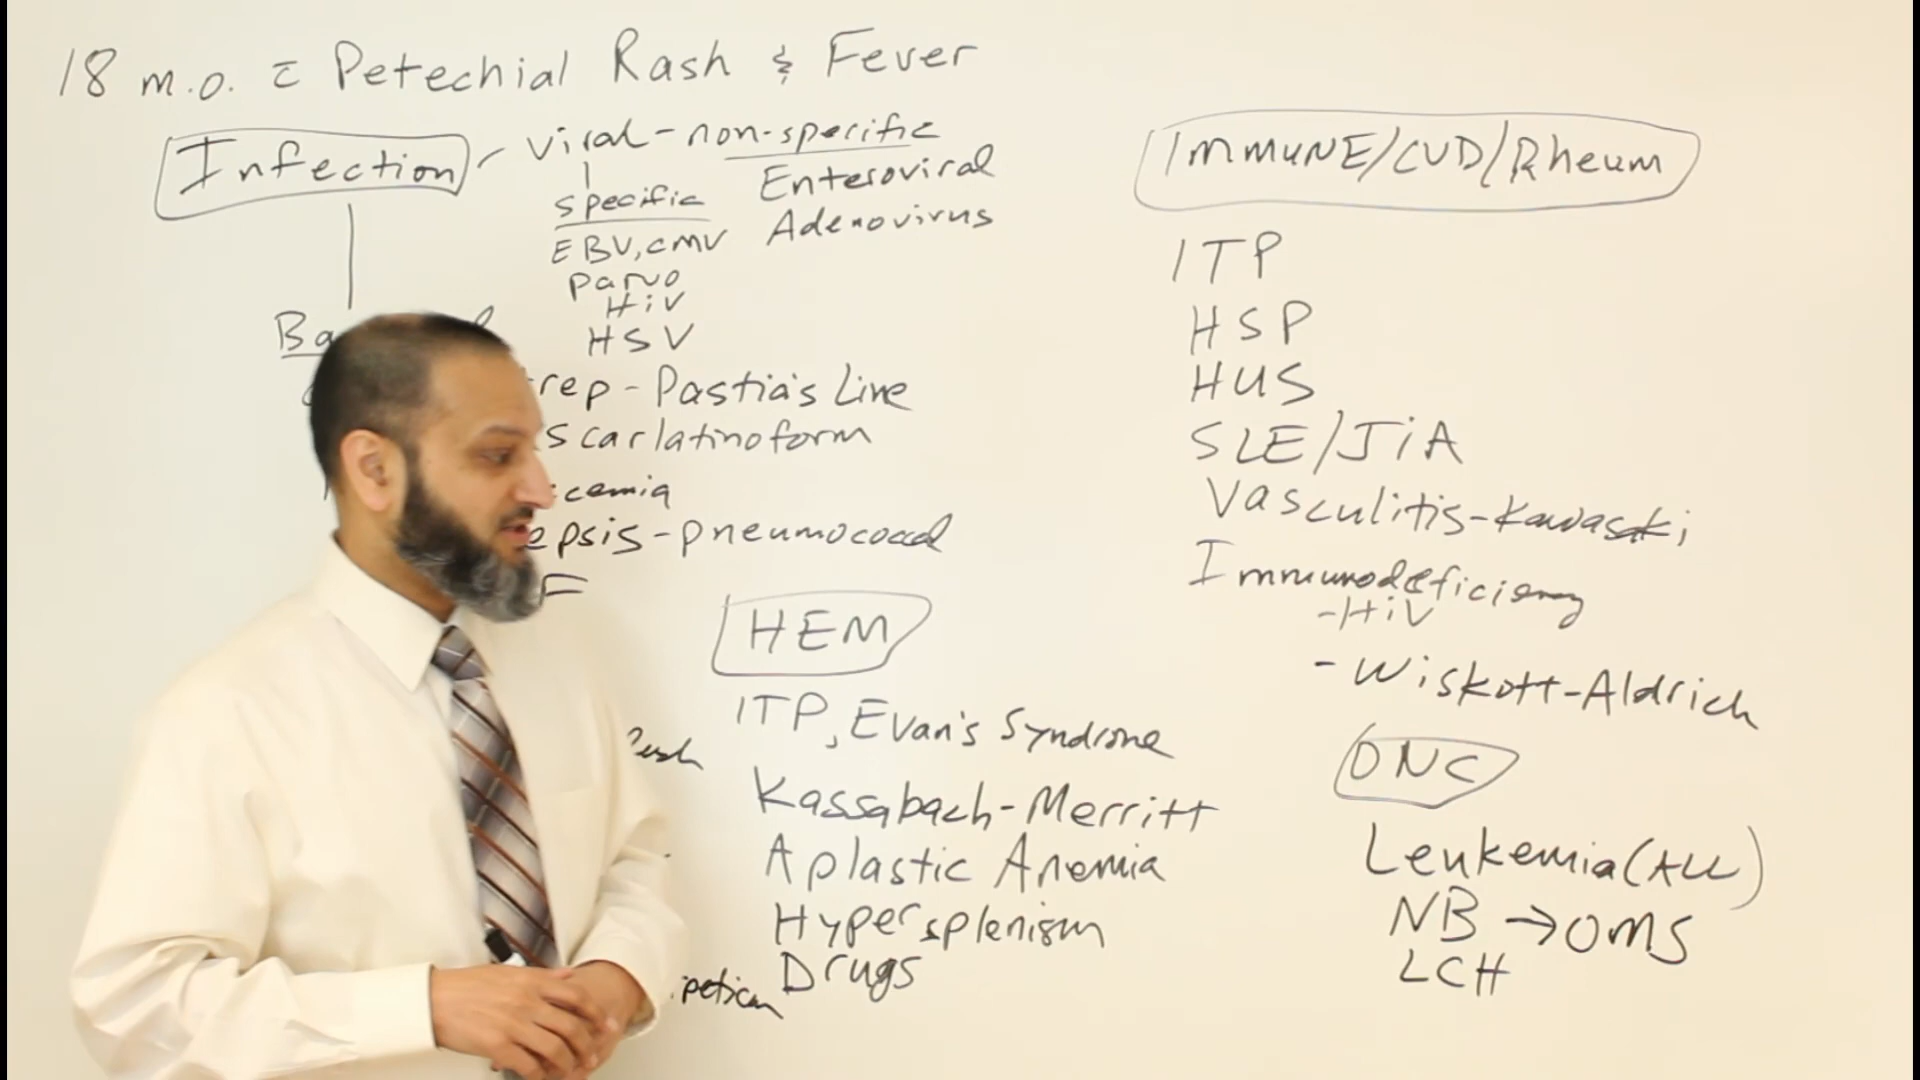 18 m.o. c Petechial Rash & Fever
Infection - viral - non-specific
Enteroviral
Adenovirus
specific
EBV, CMV
Parvo
HiV
HSV
Ba
rep - Pastia's Line
scarlatinoform
cemia
epsis - pneumococcal
F
HEM
ITP, Evan's Syndrome
Kassabach-Merritt
Aplastic Anemia
Hypersplenism
Drugs
IMMUNE/CVD/Rheum
ITP
HSP
HUS
SLE/JiA
Vasculitis - Kawasaki
Immunodeficiency
- HiV
- Wiskott-Aldrich
ONC
Leukemia (ALL)
NB → OMS
LCH